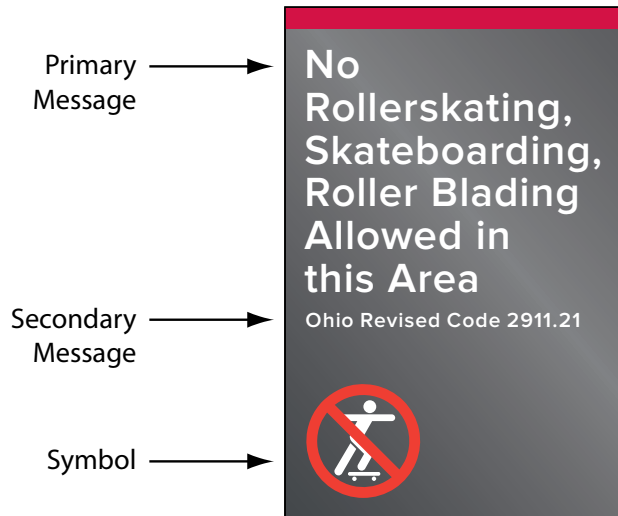 Primary
Message
No
Rollerskating,
Skateboarding,
Roller Blading
Allowed in
this Area
Secondary
Message
Ohio Revised Code 2911.21
Symbol